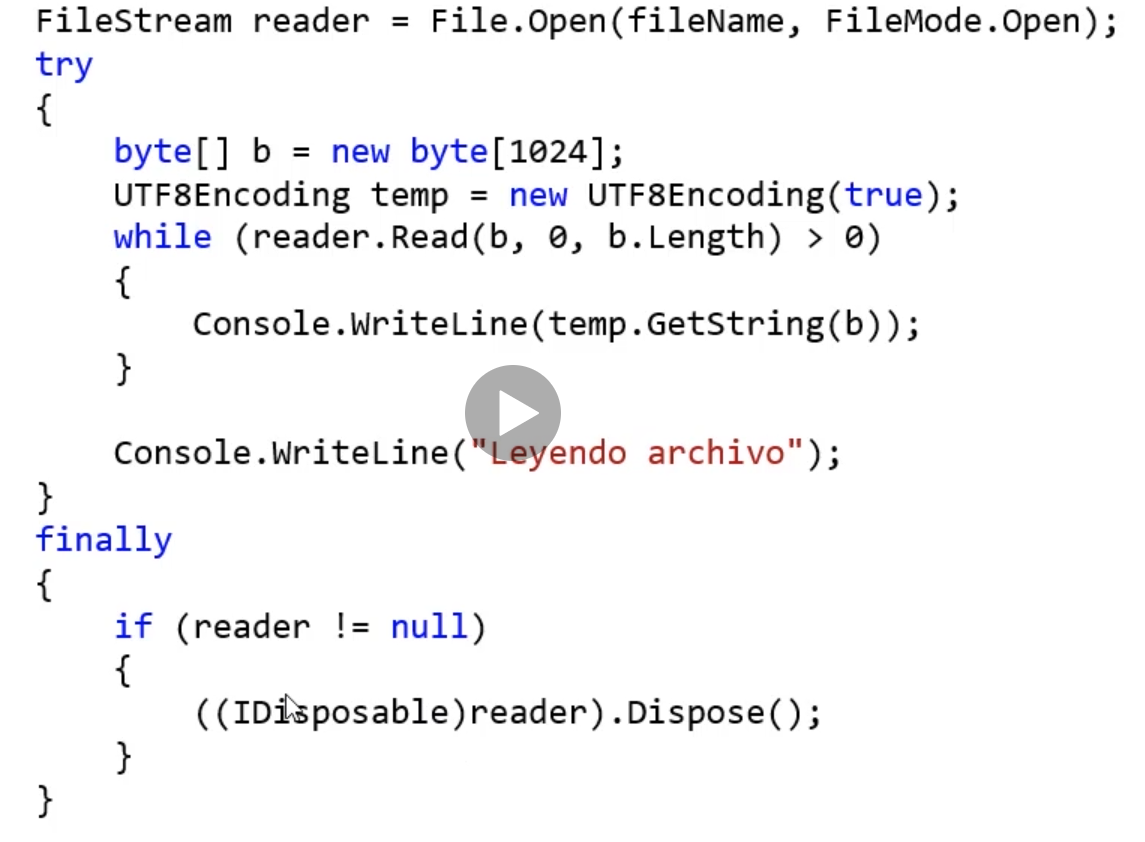 FileStream reader = File.Open(fileName, FileMode.Open);
try
{
    byte[] b = new byte[1024];
    UTF8Encoding temp = new UTF8Encoding(true);
    while (reader.Read(b, 0, b.Length) > 0)
    {
        Console.WriteLine(temp.GetString(b));
    }

    Console.WriteLine("Leyendo archivo");
}
finally
{
    if (reader != null)
    {
        ((IDisposable)reader).Dispose();
    }
}